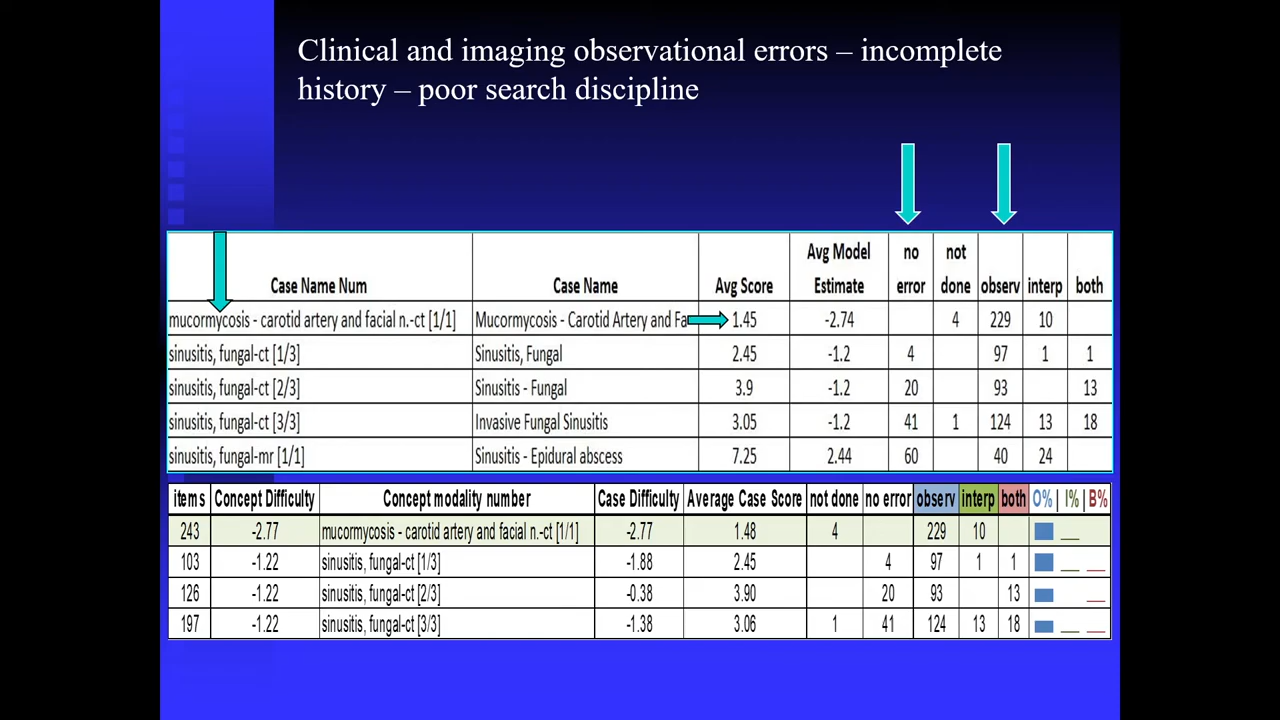 Clinical and imaging observational errors – incomplete
history – poor search discipline
Case Name Num Case Name Avg Score Avg Model Estimate no error not done observ interp both
mucormycosis - carotid artery and facial n.-ct [1/1] Mucormycosis - Carotid Artery and Fa 1.45 -2.74 4 229 10
sinusitis, fungal-ct [1/3] Sinusitis, Fungal 2.45 -1.2 4 97 1 1
sinusitis, fungal-ct [2/3] Sinusitis - Fungal 3.9 -1.2 20 93 13
sinusitis, fungal-ct [3/3] Invasive Fungal Sinusitis 3.05 -1.2 41 1 124 13 18
sinusitis, fungal-mr [1/1] Sinusitis - Epidural abscess 7.25 2.44 60 40 24
items Concept Difficulty Concept modality number Case Difficulty Average Case Score not done no error observ interp both O% | I% | B%
243 -2.77 mucormycosis - carotid artery and facial n.-ct [1/1] -2.77 1.48 4 229 10
103 -1.22 sinusitis, fungal-ct [1/3] -1.88 2.45 4 97 1 1
126 -1.22 sinusitis, fungal-ct [2/3] -0.38 3.90 20 93 13
197 -1.22 sinusitis, fungal-ct [3/3] -1.38 3.06 1 41 124 13 18